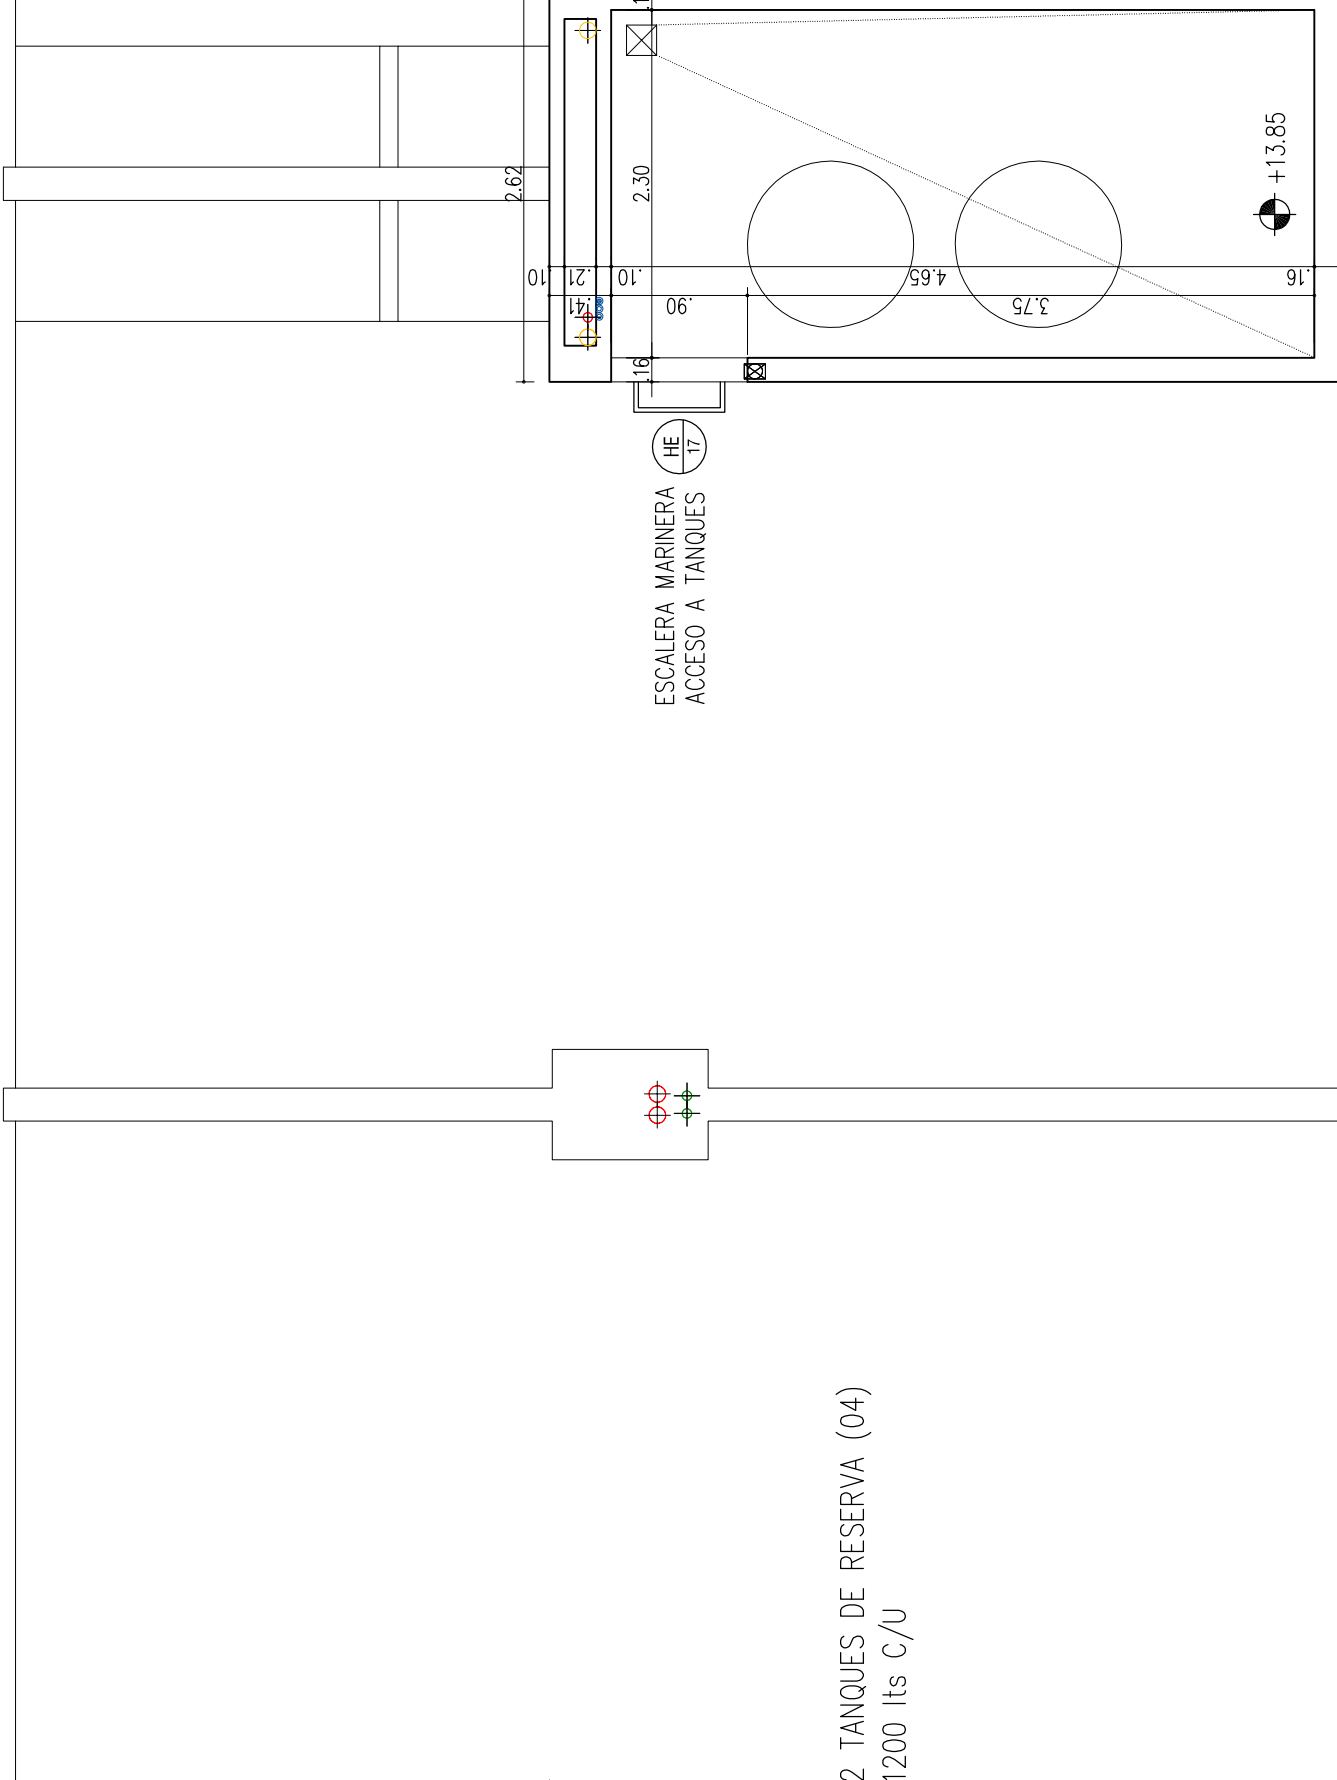 2.62
2.30
+13.85
.10
.21
.10
4.65
.16
.41
.90
3.75
.16
HE
17
ESCALERA MARINERA
ACCESO A TANQUES
2 TANQUES DE RESERVA (04)
1200 lts C/U